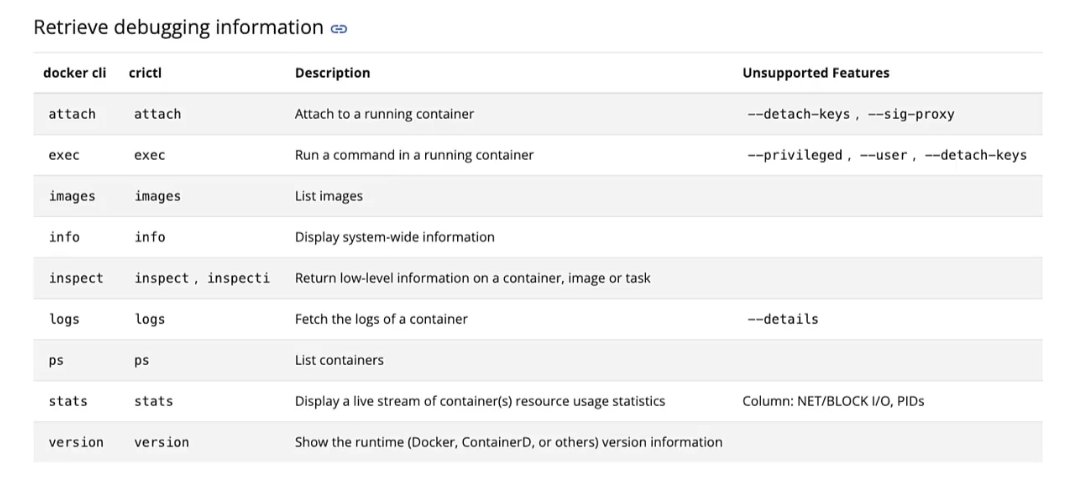 Retrieve debugging information
docker cli crictl Description Unsupported Features
attach attach Attach to a running container --detach-keys , --sig-proxy
exec exec Run a command in a running container --privileged , --user , --detach-keys
images images List images
info info Display system-wide information
inspect inspect , inspecti Return low-level information on a container, image or task
logs logs Fetch the logs of a container --details
ps ps List containers
stats stats Display a live stream of container(s) resource usage statistics Column: NET/BLOCK I/O, PIDs
version version Show the runtime (Docker, ContainerD, or others) version information